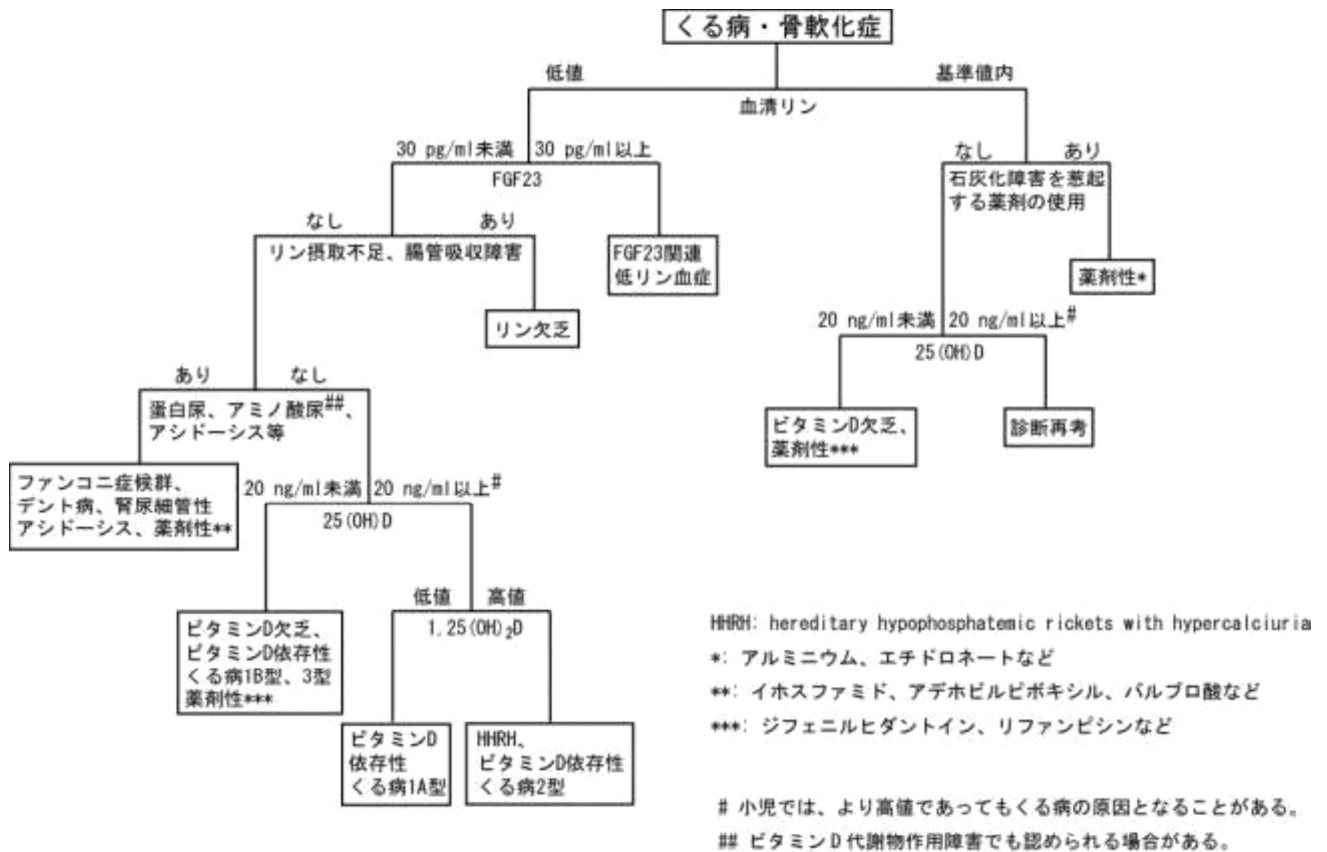 くる病・骨軟化症
低値
基準値内
血清リン
30 pg/ml未満
30 pg/ml以上
FGF23
なし
あり
石灰化障害を惹起
する薬剤の使用
なし
あり
リン摂取不足、腸管吸収障害
FGF23関連
低リン血症
薬剤性*
リン欠乏
20 ng/ml未満
20 ng/ml以上#
25(OH)D
あり
なし
蛋白尿、アミノ酸尿##、
アシドーシス等
ビタミンD欠乏、
薬剤性***
診断再考
ファンコニ症候群、
デント病、腎尿細管性
アシドーシス、薬剤性**
20 ng/ml未満
20 ng/ml以上#
25(OH)D
低値
高値
1,25(OH)₂D
ビタミンD欠乏、
ビタミンD依存性
くる病1B型、3型
薬剤性***
ビタミンD
依存性
くる病1A型
HHRH、
ビタミンD依存性
くる病2型
HHRH: hereditary hypophosphatemic rickets with hypercalciuria
*: アルミニウム、エチドロネートなど
**: イホスファミド、アデホビルピボキシル、バルプロ酸など
***: ジフェニルヒダントイン、リファンピシンなど
# 小児では、より高値であってもくる病の原因となることがある。
## ビタミンD代謝物作用障害でも認められる場合がある。